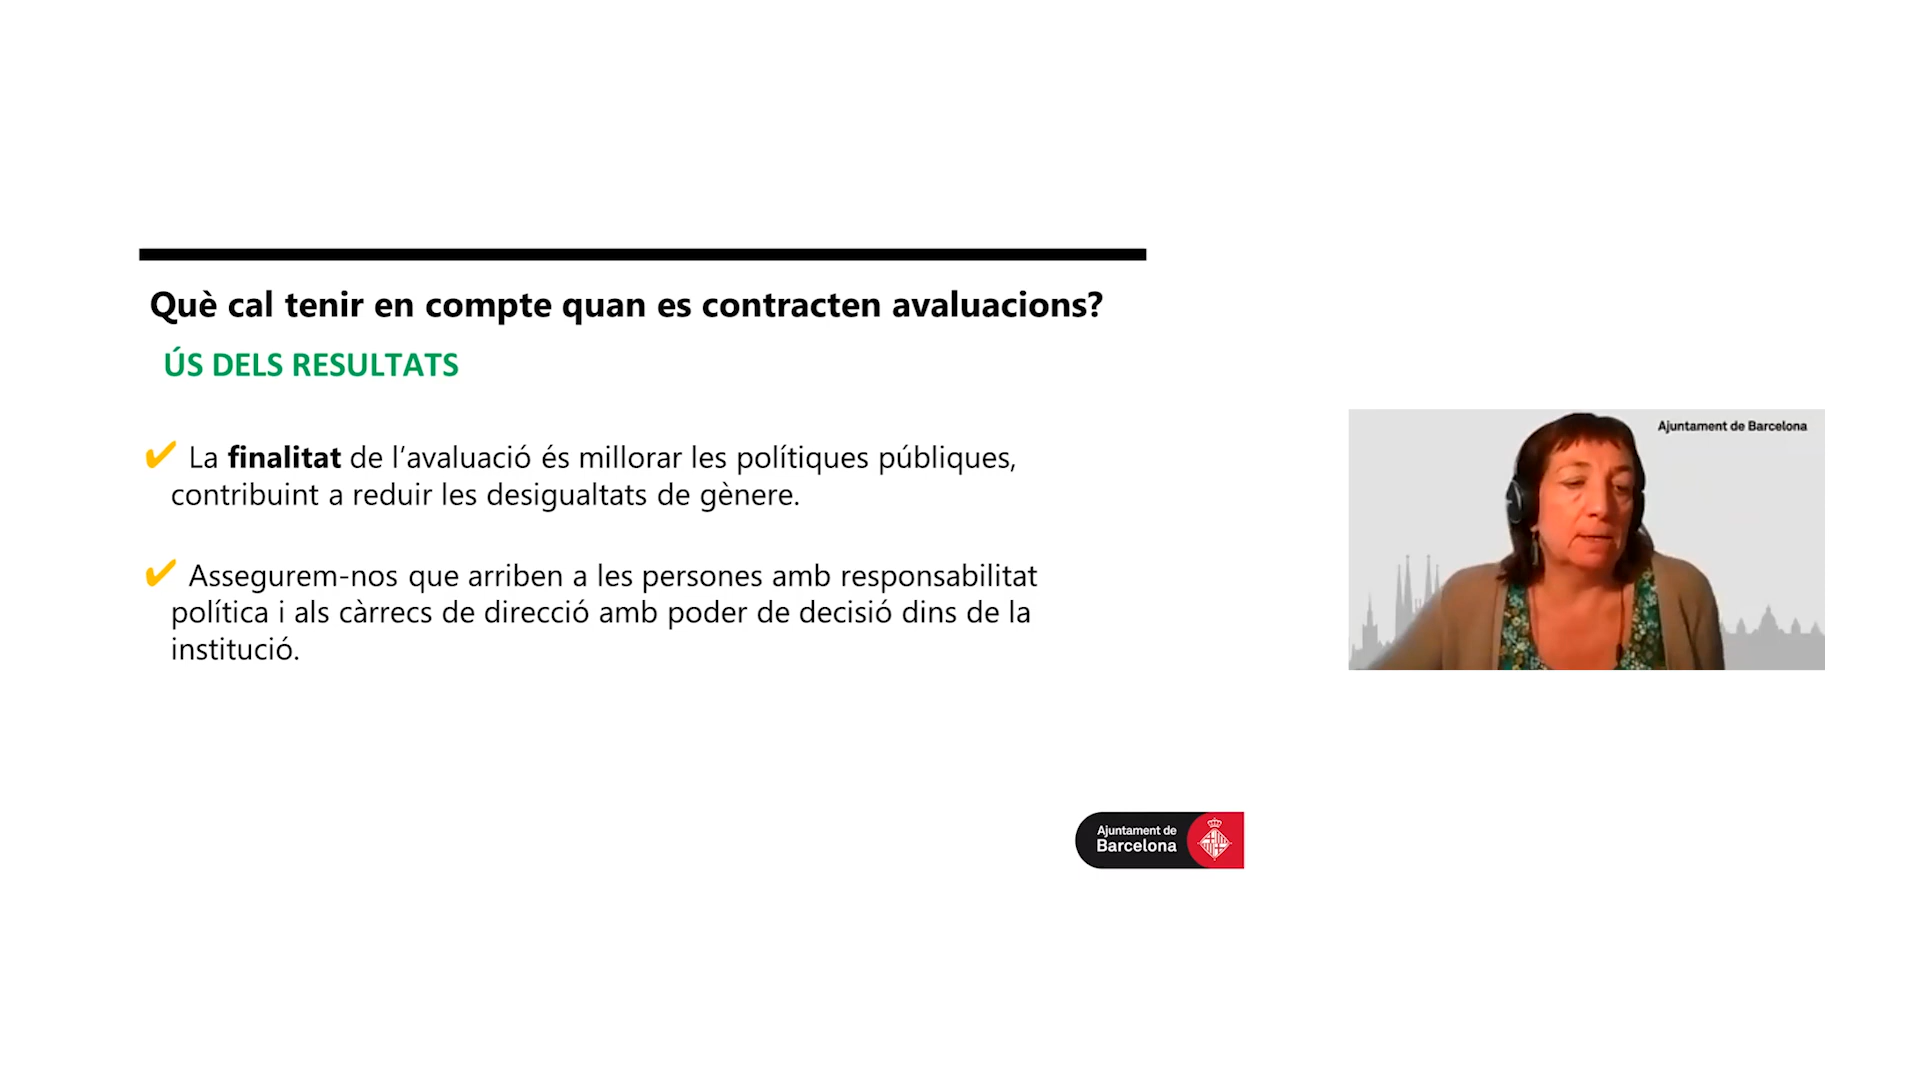 Què cal tenir en compte quan es contracten avaluacions?
ÚS DELS RESULTATS
✔ La finalitat de l’avaluació és millorar les polítiques públiques,
contribuint a reduir les desigualtats de gènere.
✔ Assegurem-nos que arriben a les persones amb responsabilitat
política i als càrrecs de direcció amb poder de decisió dins de la
institució.
Ajuntament de Barcelona
Ajuntament de
Barcelona